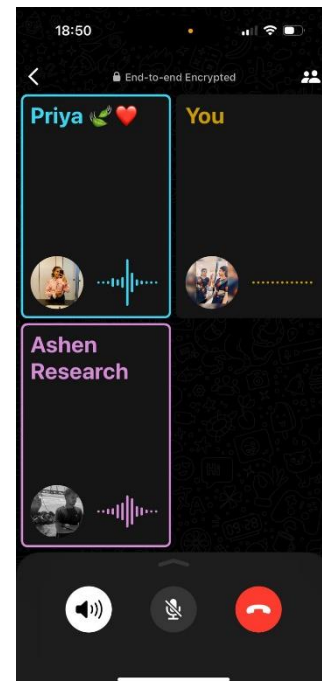 18:50
End-to-end Encrypted
Priya 🌿❤️
You
Ashen
Research